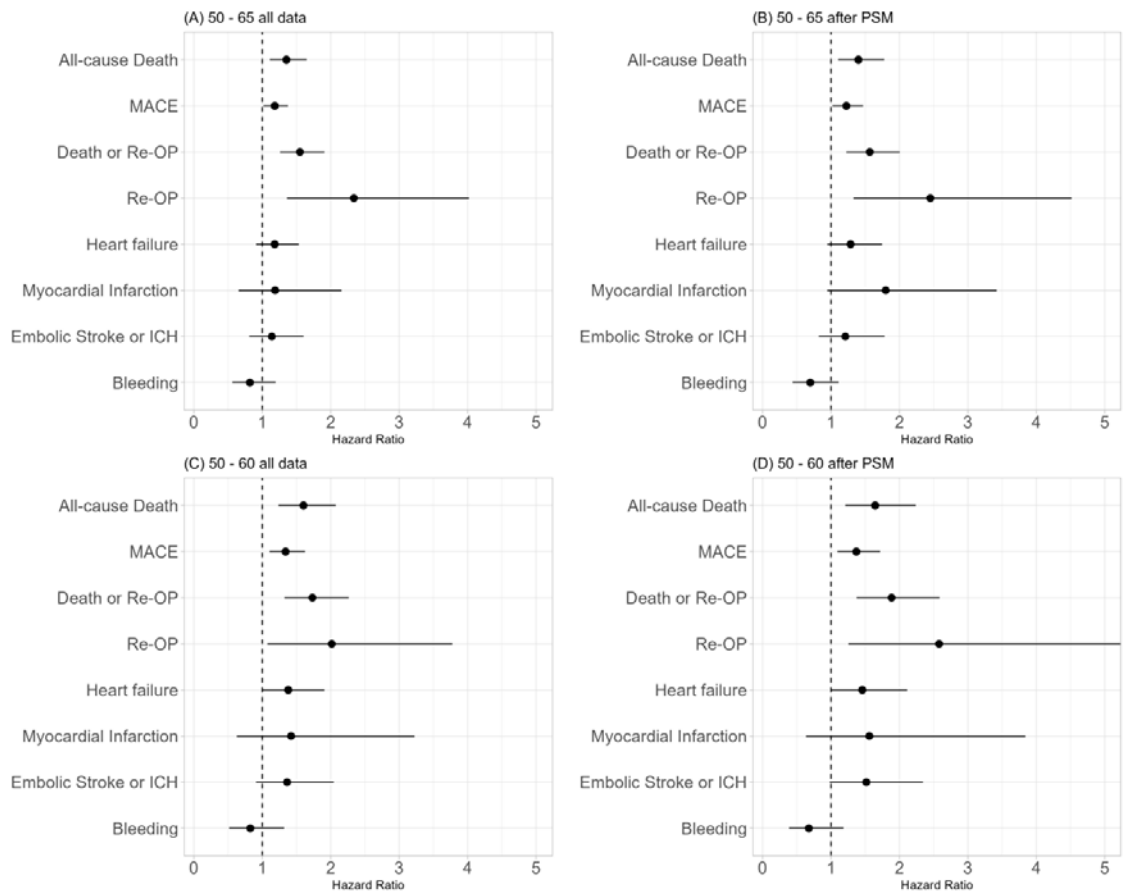 (A) 50 - 65 all data
All-cause Death
MACE
Death or Re-OP
Re-OP
Heart failure
Myocardial Infarction
Embolic Stroke or ICH
Bleeding
0 1 2 3 4 5
Hazard Ratio
(B) 50 - 65 after PSM
All-cause Death
MACE
Death or Re-OP
Re-OP
Heart failure
Myocardial Infarction
Embolic Stroke or ICH
Bleeding
0 1 2 3 4 5
Hazard Ratio
(C) 50 - 60 all data
All-cause Death
MACE
Death or Re-OP
Re-OP
Heart failure
Myocardial Infarction
Embolic Stroke or ICH
Bleeding
0 1 2 3 4 5
Hazard Ratio
(D) 50 - 60 after PSM
All-cause Death
MACE
Death or Re-OP
Re-OP
Heart failure
Myocardial Infarction
Embolic Stroke or ICH
Bleeding
0 1 2 3 4 5
Hazard Ratio